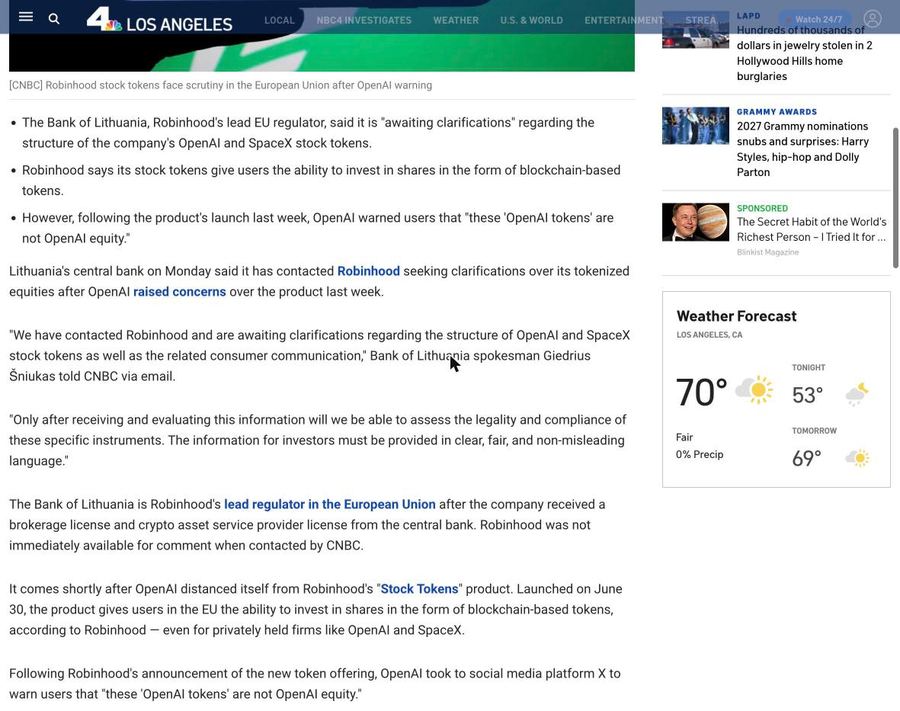 4 LOS ANGELES
LOCAL
NBC4 INVESTIGATES
WEATHER
U.S. & WORLD
ENTERTAINMENT
STREA
Watch 24/7
[CNBC] Robinhood stock tokens face scrutiny in the European Union after OpenAI warning
• The Bank of Lithuania, Robinhood's lead EU regulator, said it is "awaiting clarifications" regarding the
structure of the company's OpenAI and SpaceX stock tokens.
• Robinhood says its stock tokens give users the ability to invest in shares in the form of blockchain-based
tokens.
• However, following the product's launch last week, OpenAI warned users that "these 'OpenAI tokens' are
not OpenAI equity."
Lithuania's central bank on Monday said it has contacted Robinhood seeking clarifications over its tokenized
equities after OpenAI raised concerns over the product last week.
"We have contacted Robinhood and are awaiting clarifications regarding the structure of OpenAI and SpaceX
stock tokens as well as the related consumer communication," Bank of Lithuania spokesman Giedrius
Šniukas told CNBC via email.
"Only after receiving and evaluating this information will we be able to assess the legality and compliance of
these specific instruments. The information for investors must be provided in clear, fair, and non-misleading
language."
The Bank of Lithuania is Robinhood's lead regulator in the European Union after the company received a
brokerage license and crypto asset service provider license from the central bank. Robinhood was not
immediately available for comment when contacted by CNBC.
It comes shortly after OpenAI distanced itself from Robinhood's "Stock Tokens" product. Launched on June
30, the product gives users in the EU the ability to invest in shares in the form of blockchain-based tokens,
according to Robinhood — even for privately held firms like OpenAI and SpaceX.
Following Robinhood's announcement of the new token offering, OpenAI took to social media platform X to
warn users that "these 'OpenAI tokens' are not OpenAI equity."
LAPD
Hundreds of thousands of
dollars in jewelry stolen in 2
Hollywood Hills home
burglaries
GRAMMY AWARDS
2027 Grammy nominations
snubs and surprises: Harry
Styles, hip-hop and Dolly
Parton
SPONSORED
The Secret Habit of the World's
Richest Person – I Tried It for ...
Blinkist Magazine
Weather Forecast
LOS ANGELES, CA
70°
Fair
0% Precip
TONIGHT
53°
TOMORROW
69°